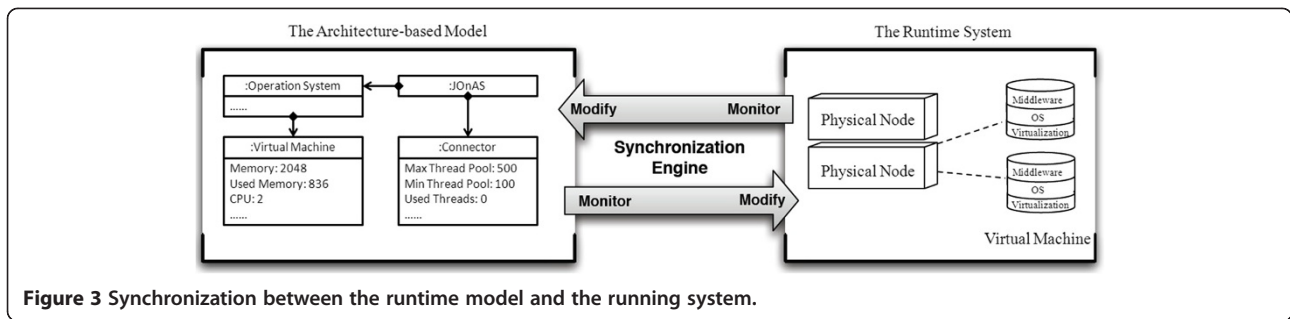 The Architecture-based Model
:Operation System
......
:JOnAS
:Virtual Machine
Memory: 2048
Used Memory: 836
CPU: 2
......
:Connector
Max Thread Pool: 500
Min Thread Pool: 100
Used Threads: 0
......
Modify Monitor
Synchronization
Engine
Monitor Modify
The Runtime System
Physical Node
Physical Node
Middleware
OS
Virtualization
Middleware
OS
Virtualization
Virtual Machine
Figure 3 Synchronization between the runtime model and the running system.